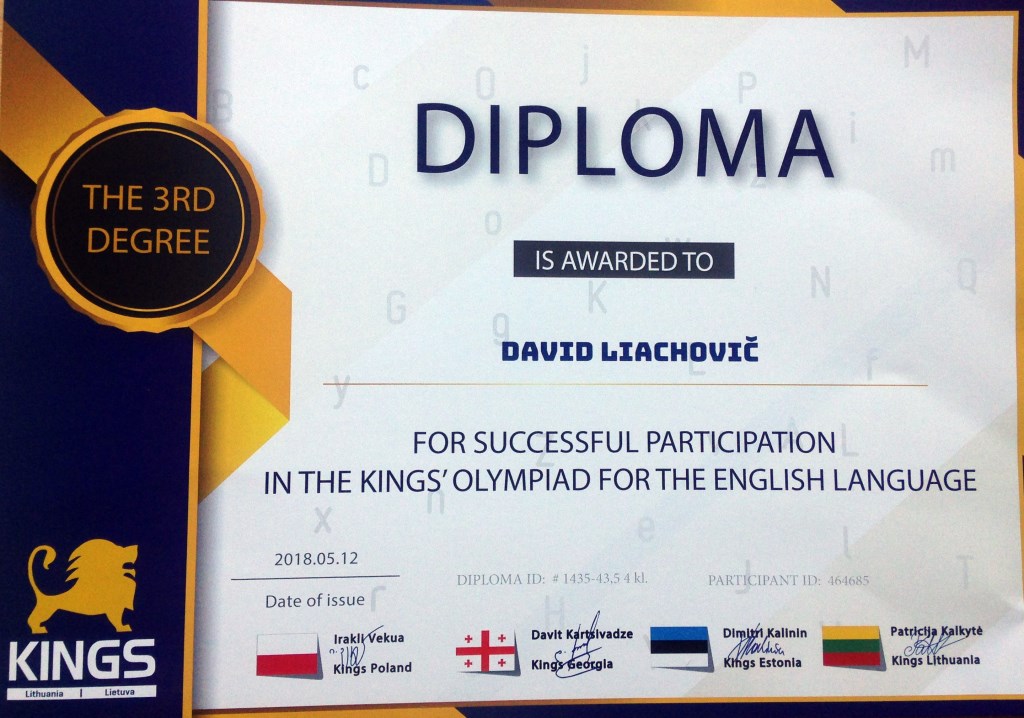 THE 3RD
DEGREE
DIPLOMA
IS AWARDED TO
DAVID LIACHOVIČ
FOR SUCCESSFUL PARTICIPATION
IN THE KINGS' OLYMPIAD FOR THE ENGLISH LANGUAGE
2018.05.12
Date of issue
DIPLOMA ID: # 1435-43,5 4 kl.
PARTICIPANT ID: 464685
Irakli Vekua
Kings Poland
Davit Kartsivadze
Kings Georgia
Dimitri Kalinin
Kings Estonia
Patricija Kalkytė
Kings Lithuania
KINGS
Lithuania | Lietuva